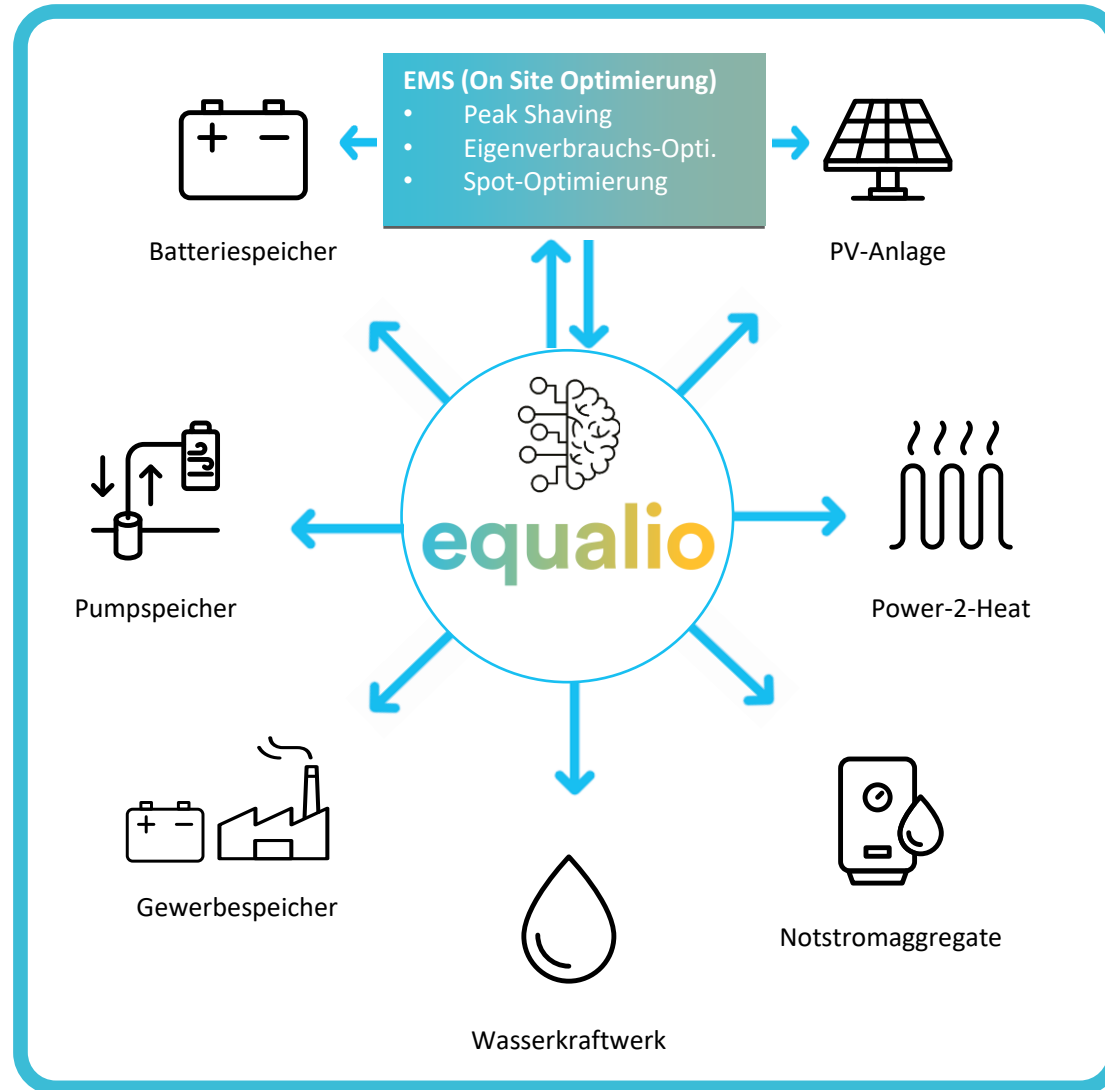 EMS (On Site Optimierung)
• Peak Shaving
• Eigenverbrauchs-Opti.
• Spot-Optimierung
Batteriespeicher
PV-Anlage
equalio
Pumpspeicher
Power-2-Heat
Gewerbespeicher
Notstromaggregate
Wasserkraftwerk